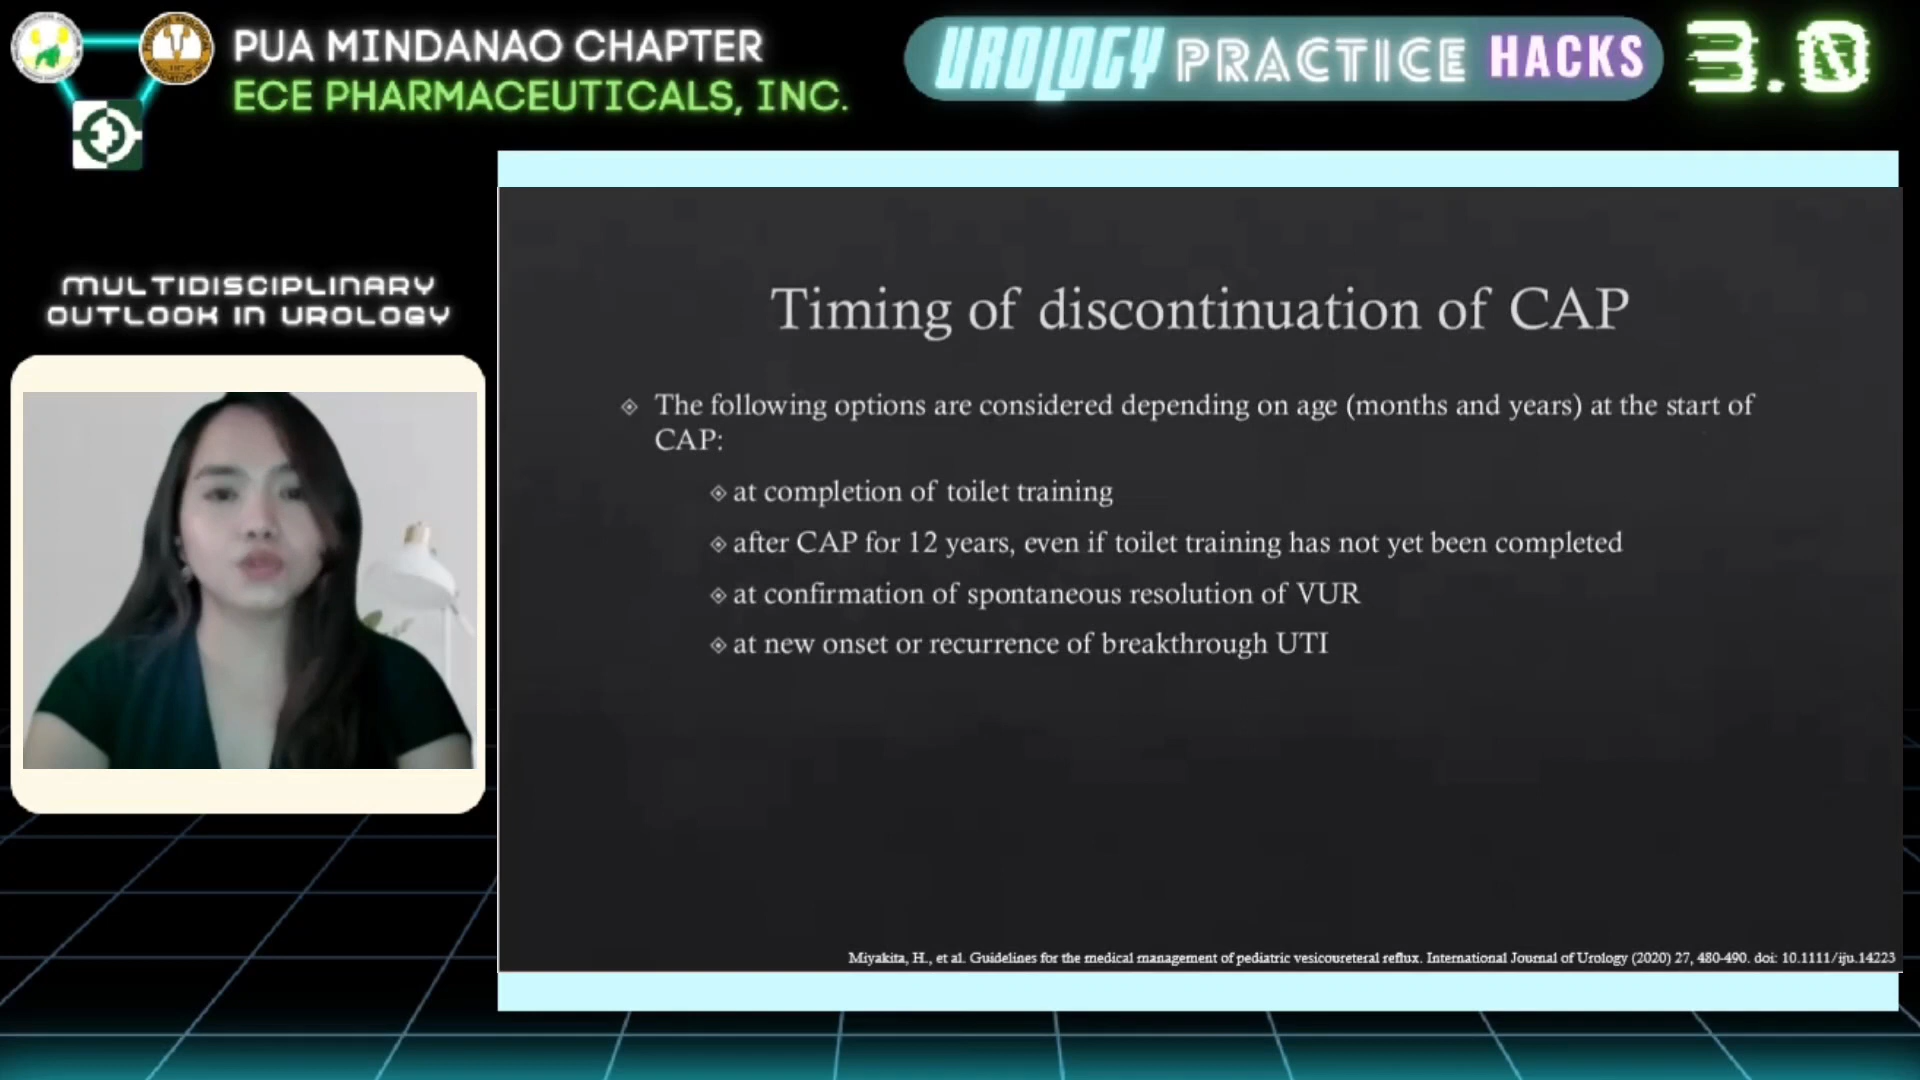 PUA MINDANAO CHAPTER
ECE PHARMACEUTICALS, INC.
UROLOGY PRACTICE HACKS 3.0
MULTIDISCIPLINARY
OUTLOOK IN UROLOGY
Timing of discontinuation of CAP
The following options are considered depending on age (months and years) at the start of
CAP:
at completion of toilet training
after CAP for 12 years, even if toilet training has not yet been completed
at confirmation of spontaneous resolution of VUR
at new onset or recurrence of breakthrough UTI
Miyakita, H., et al. Guidelines for the medical management of pediatric vesicoureteral reflux. International Journal of Urology (2020) 27, 480-490. doi: 10.1111/iju.14223